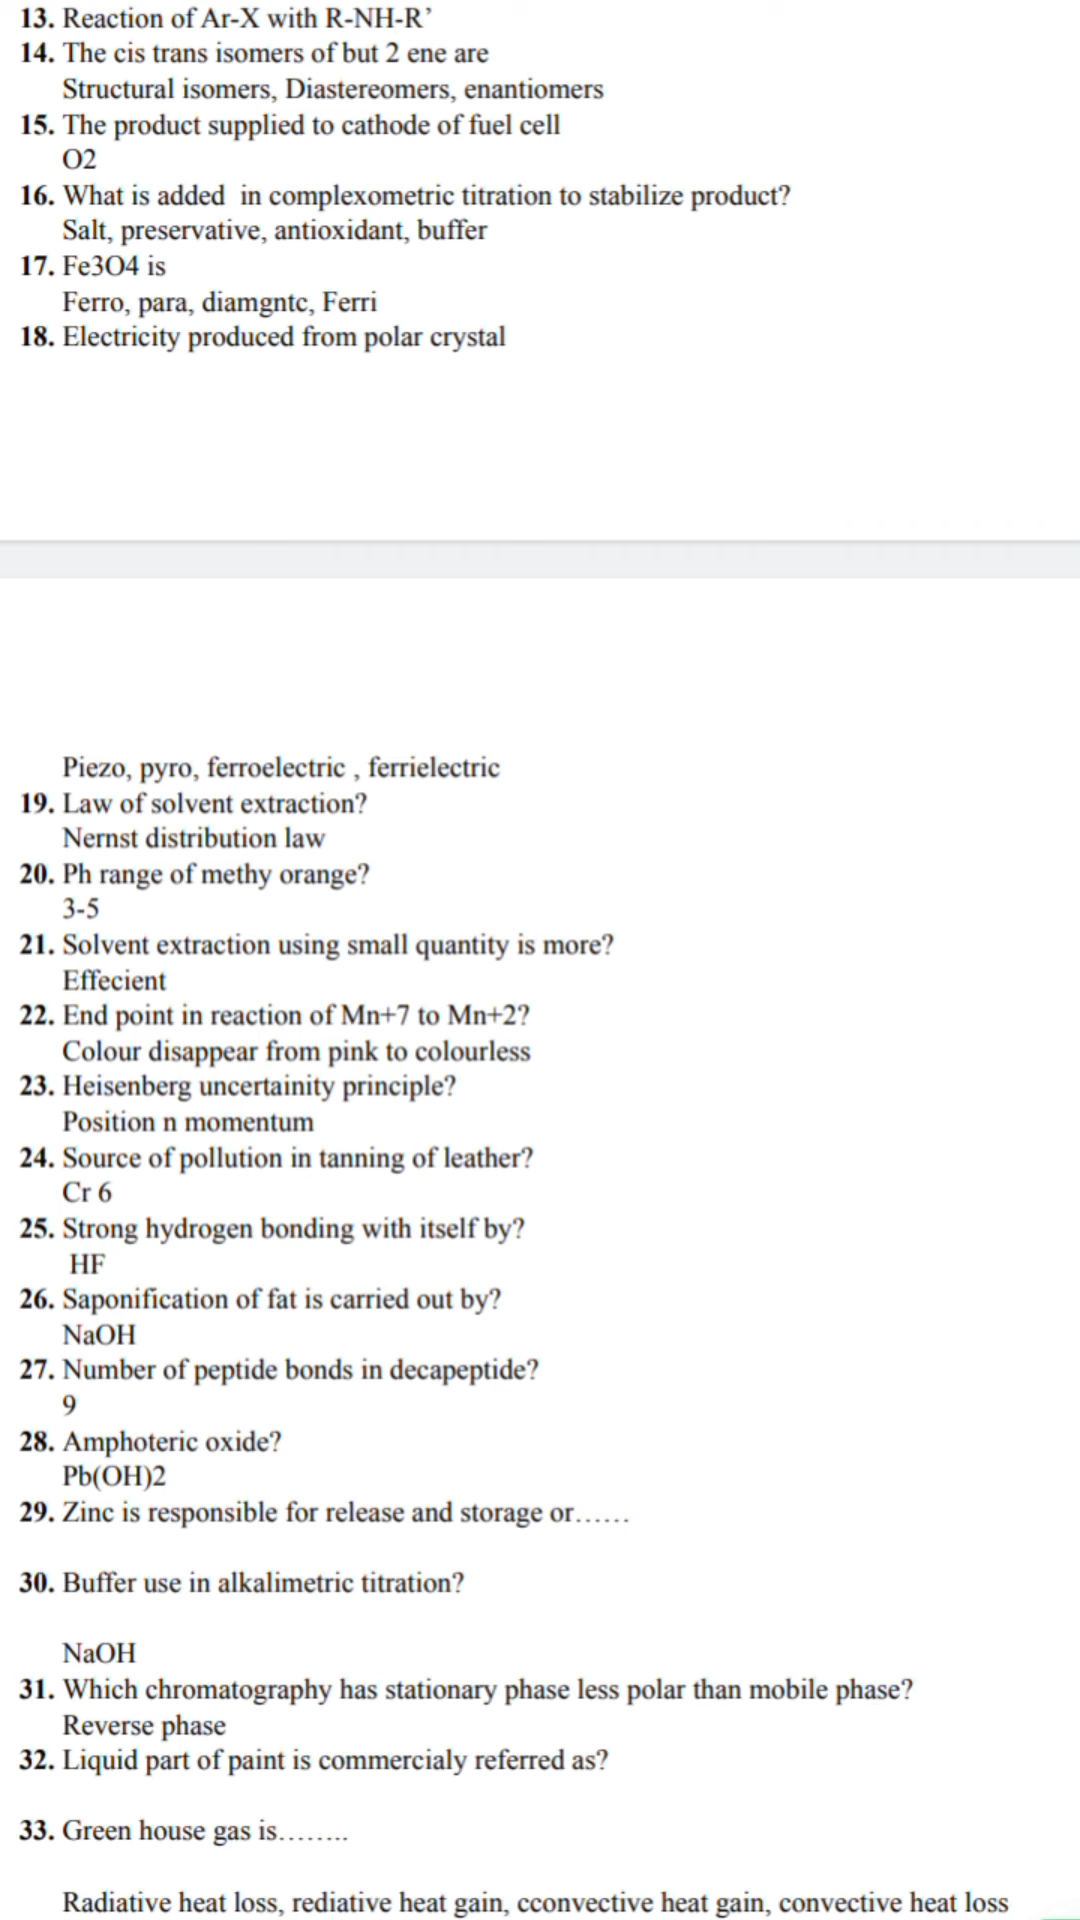 13. Reaction of Ar-X with R-NH-R’
14. The cis trans isomers of but 2 ene are
Structural isomers, Diastereomers, enantiomers
15. The product supplied to cathode of fuel cell
O2
16. What is added  in complexometric titration to stabilize product?
Salt, preservative, antioxidant, buffer
17. Fe3O4 is
Ferro, para, diamgntc, Ferri
18. Electricity produced from polar crystal
Piezo, pyro, ferroelectric , ferrielectric
19. Law of solvent extraction?
Nernst distribution law
20. Ph range of methy orange?
3-5
21. Solvent extraction using small quantity is more?
Effecient
22. End point in reaction of Mn+7 to Mn+2?
Colour disappear from pink to colourless
23. Heisenberg uncertainity principle?
Position n momentum
24. Source of pollution in tanning of leather?
Cr 6
25. Strong hydrogen bonding with itself by?
HF
26. Saponification of fat is carried out by?
NaOH
27. Number of peptide bonds in decapeptide?
9
28. Amphoteric oxide?
Pb(OH)2
29. Zinc is responsible for release and storage or……
30. Buffer use in alkalimetric titration?
NaOH
31. Which chromatography has stationary phase less polar than mobile phase?
Reverse phase
32. Liquid part of paint is commercialy referred as?
33. Green house gas is……..
Radiative heat loss, rediative heat gain, cconvective heat gain, convective heat loss